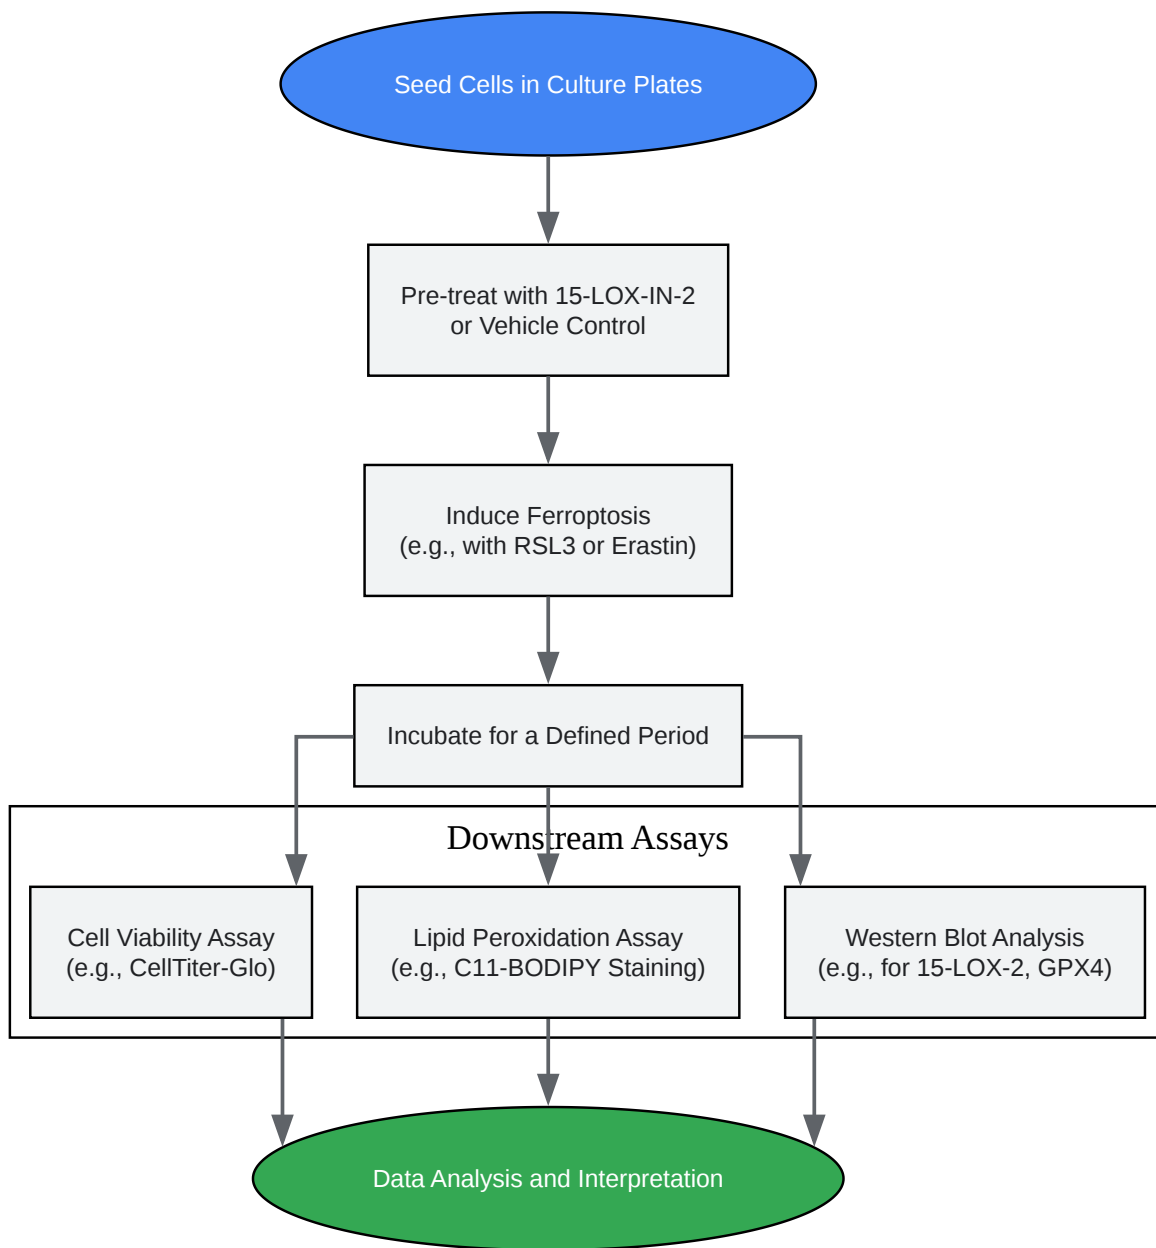 Seed Cells in Culture Plates
Pre-treat with 15-LOX-IN-2
or Vehicle Control
Induce Ferroptosis
(e.g., with RSL3 or Erastin)
Incubate for a Defined Period
Downstream Assays
Cell Viability Assay
(e.g., CellTiter-Glo)
Lipid Peroxidation Assay
(e.g., C11-BODIPY Staining)
Western Blot Analysis
(e.g., for 15-LOX-2, GPX4)
Data Analysis and Interpretation